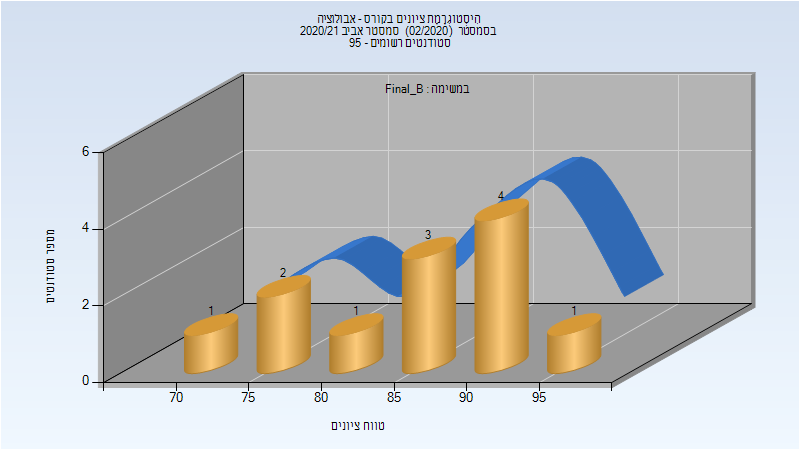 היסטוגרמת ציונים בקורס - אבולוציה
בסמסטר (02/2020) סמסטר אביב 2020/21
סטודנטים רשומים - 95
במשימה : Final_B
מספר סטודנטים
6
4
2
0
1
2
1
3
4
1
70 75 80 85 90 95
טווח ציונים